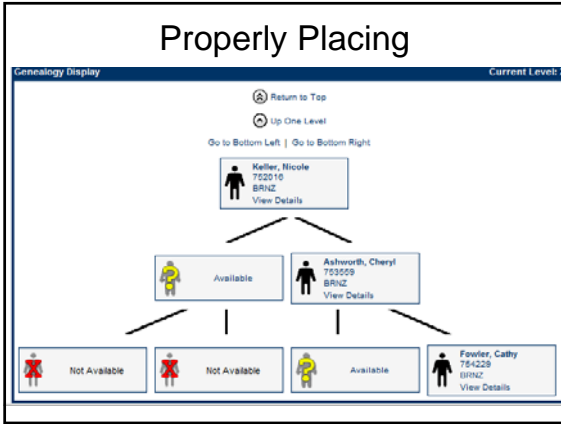 Properly Placing
Genealogy Display Current Level:
Return to Top
Up One Level
Go to Bottom Left | Go to Bottom Right
Keller, Nicole
752016
BRNZ
View Details
Available
Ashworth, Cheryl
753559
BRNZ
View Details
Not Available
Not Available
Available
Fowler, Cathy
754229
BRNZ
View Details